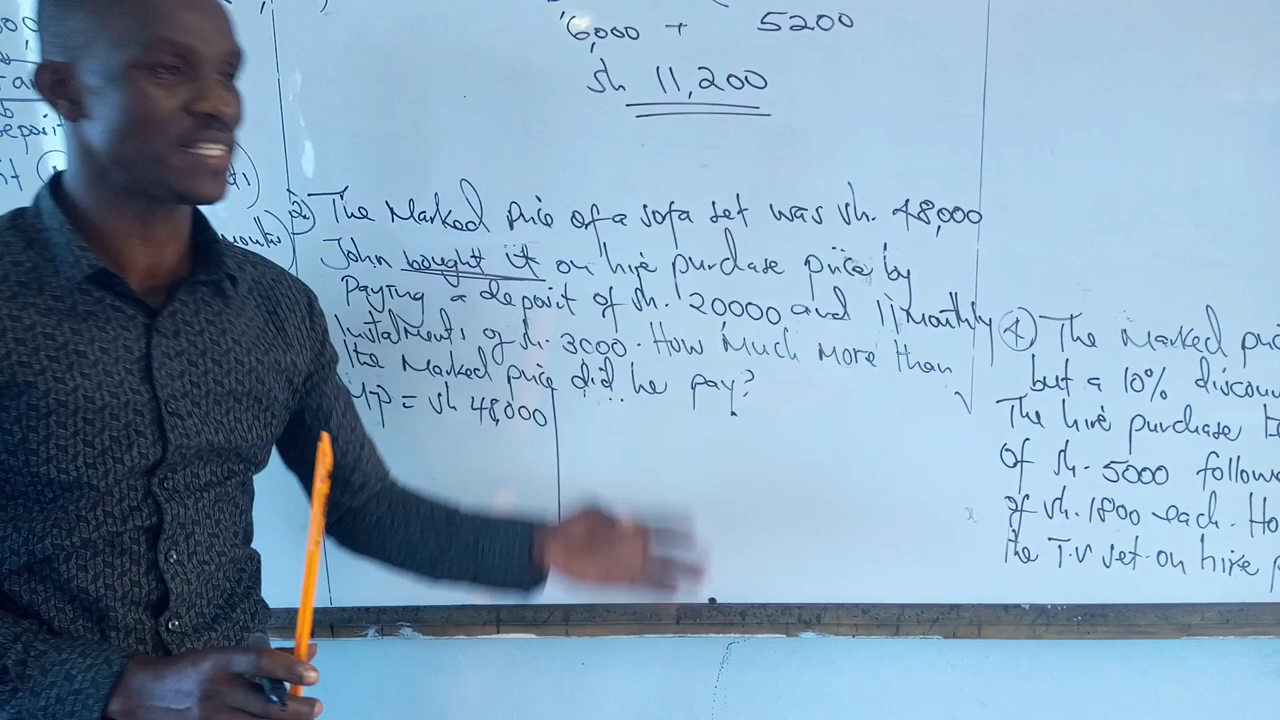 6,000 + 5200
sh 11,200
months)
2) The Marked price of a sofa set was sh. 48,000
John bought it on hire purchase price by
Paying a deposit of sh. 20000 and 11 monthly
Instalments of sh. 3000. How Much More than
the Marked price did he pay?
MP = sh 48,000
4) The Marked
but a 10%
The hire purchase
of sh. 5000
of sh. 1800 each.
the T.V set on hire